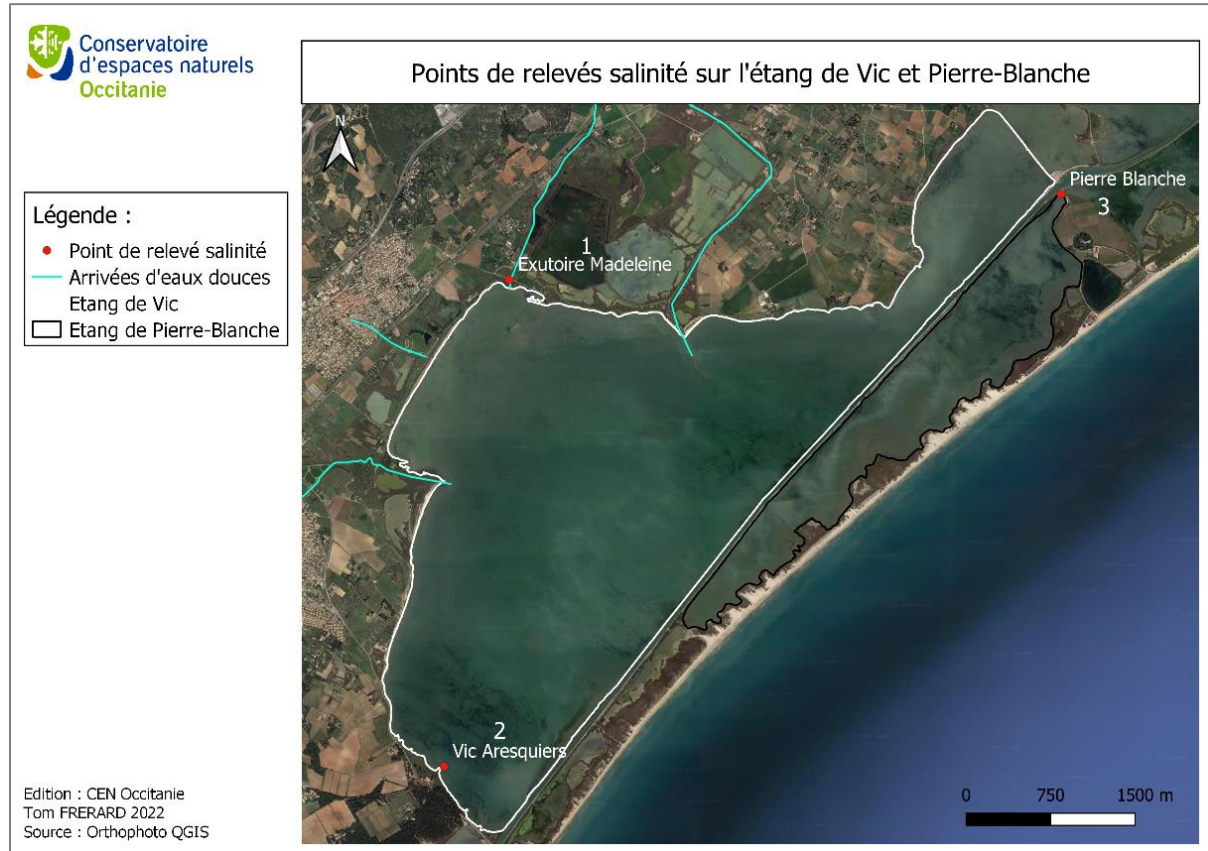 Conservatoire
d'espaces naturels
Occitanie
Points de relevés salinité sur l'étang de Vic et Pierre-Blanche
N
Légende :
Point de relevé salinité
Arrivées d'eaux douces
Etang de Vic
Etang de Pierre-Blanche
Pierre Blanche
3
1
Exutoire Madeleine
2
Vic Aresquiers
0 750 1500 m
Edition : CEN Occitanie
Tom FRERARD 2022
Source : Orthophoto QGIS